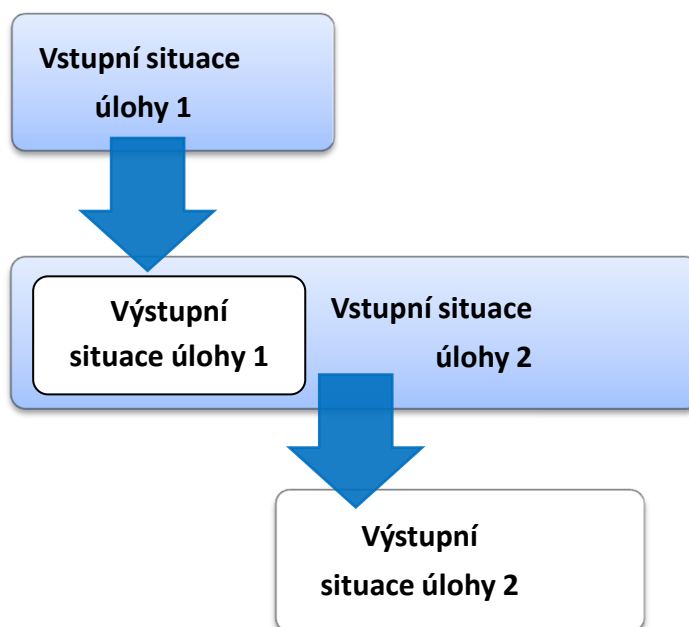 Vstupní situace
úlohy 1
Výstupní
situace úlohy 1
Vstupní situace
úlohy 2
Výstupní
situace úlohy 2